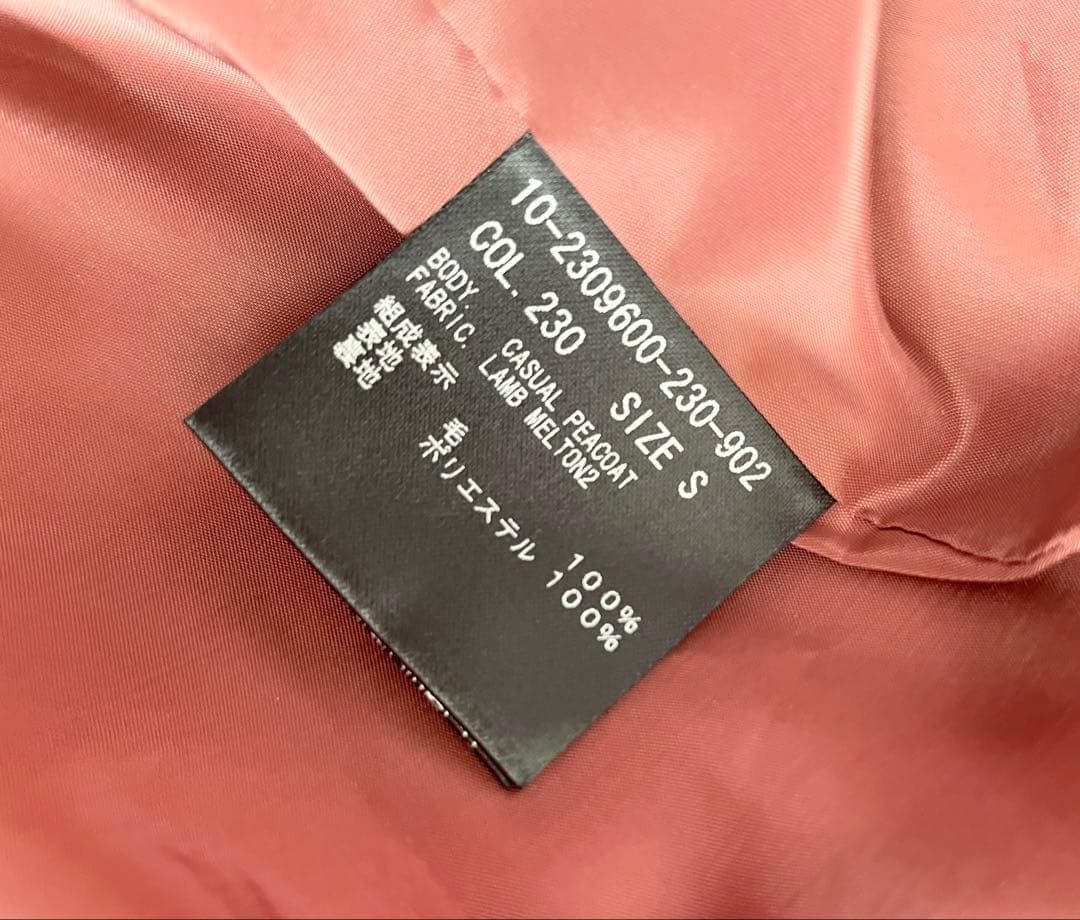 10-2309600-230-902
COL. 230 SIZE S
BODY. CASUAL PEACOAT
FABRIC. LAMB MELTON2
組成表示
表地 毛 100%
裏地 ポリエステル 100%